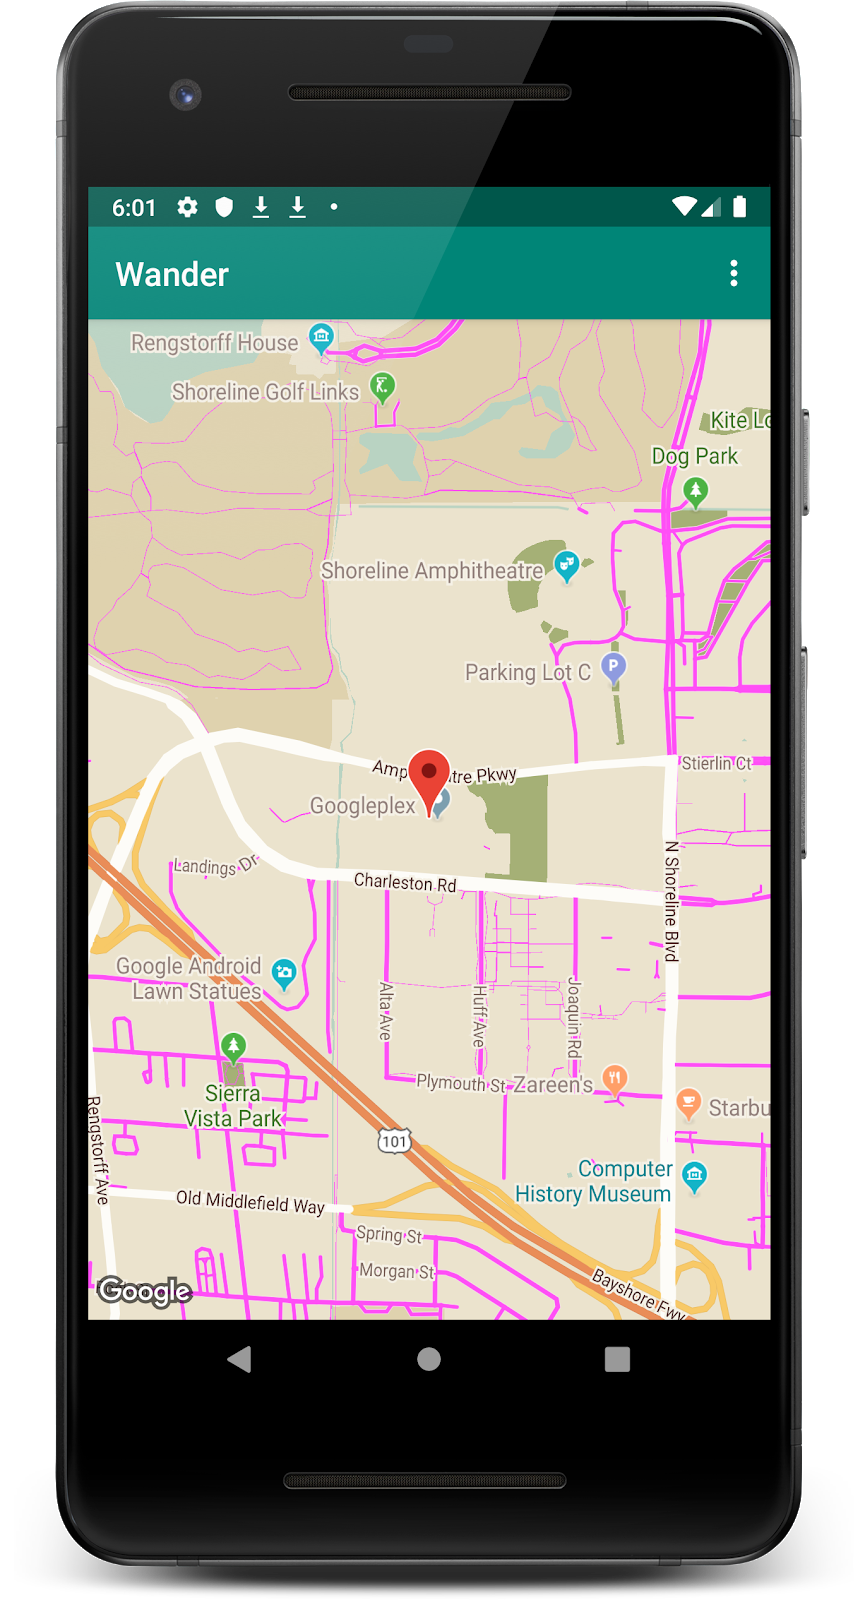 6:01
Wander
Rengstorff House
Shoreline Golf Links
Kite Lo
Dog Park
Shoreline Amphitheatre
Parking Lot C
Stierlin Ct
Googleplex
Landings Dr
Charleston Rd
N Shoreline Blvd
Google Android
Lawn Statues
Alta Ave
Huff Ave
Joaquin Rd
Sierra
Vista Park
Plymouth St
Zareen's
Starbu
Rengstorff Ave
101
Computer
History Museum
Old Middlefield Way
Spring St
Morgan St
Bayshore Fwy
Google